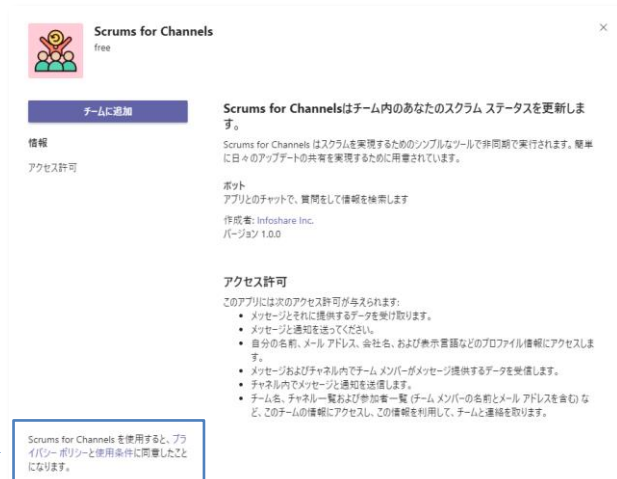 Scrums for Channels
free
チームに追加
情報
アクセス許可
Scrums for Channelsはチーム内のあなたのスクラム ステータスを更新しま
す。
Scrums for Channels はスクラムを実現するためのシンプルなツールで非同期で実行されます。簡単
に日々のアップデートの共有を実現するために用意されています。
ボット
アプリとのチャットで、質問をして情報を検索します
作成者: Infoshare Inc.
バージョン 1.0.0
アクセス許可
このアプリには次のアクセス許可が与えられます:
• メッセージとそれに提供するデータを受け取ります。
• メッセージと通知を送ってください。
• 自分の名前、メール アドレス、会社名、および表示言語などのプロファイル情報にアクセスしま
す。
• メッセージおよびチャネル内でチーム メンバーがメッセージ提供するデータを受信します。
• チャネル内でメッセージと通知を送信します。
• チーム名、チャネル一覧および参加者一覧 (チーム メンバーの名前とメール アドレスを含む) な
ど、このチームの情報にアクセスし、この情報を利用して、チームと連絡を取ります。
Scrums for Channels を使用すると、プラ
イバシー ポリシーと使用条件に同意したこと
になります。